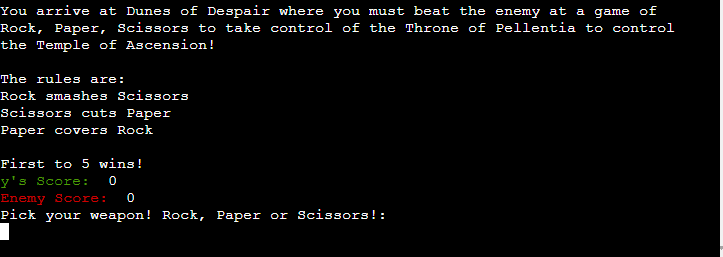 You arrive at Dunes of Despair where you must beat the enemy at a game of
Rock, Paper, Scissors to take control of the Throne of Pellentia to control
the Temple of Ascension!
The rules are:
Rock smashes Scissors
Scissors cuts Paper
Paper covers Rock
First to 5 wins!
y's Score:  0
Enemy Score:  0
Pick your weapon! Rock, Paper or Scissors!: